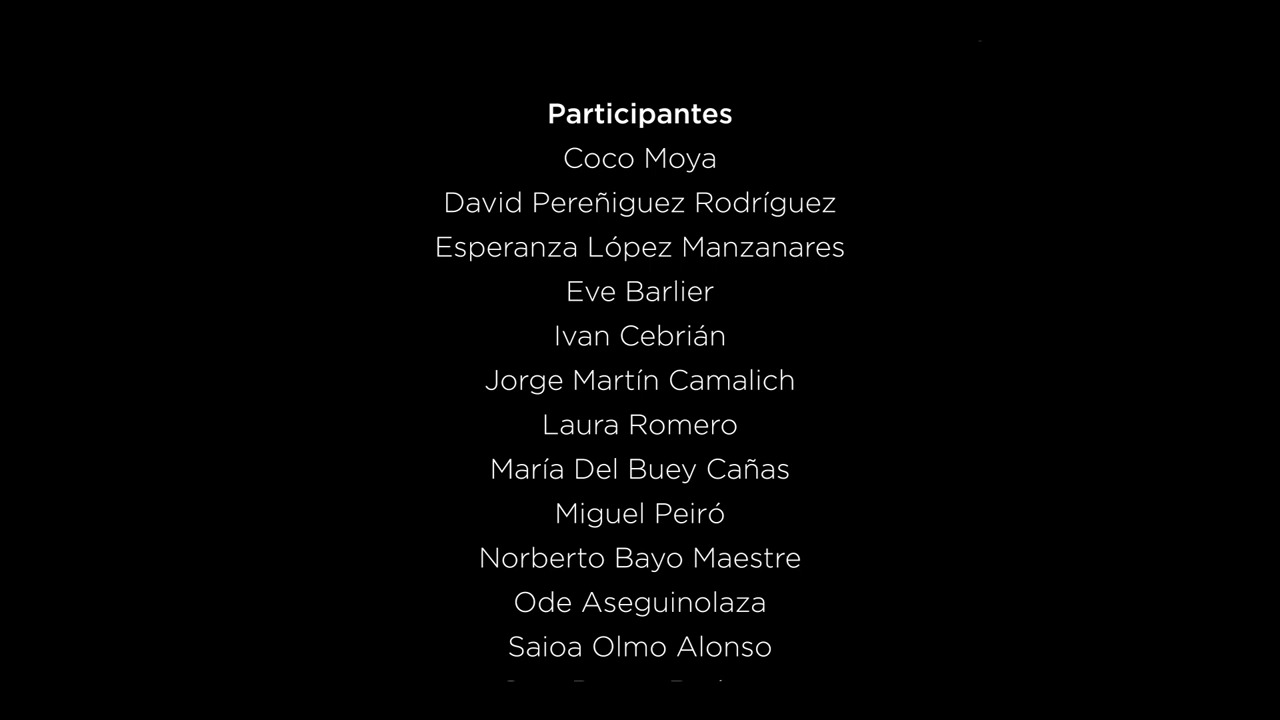 Participantes
Coco Moya
David Pereñiguez Rodríguez
Esperanza López Manzanares
Eve Barlier
Ivan Cebrián
Jorge Martín Camalich
Laura Romero
María Del Buey Cañas
Miguel Peiró
Norberto Bayo Maestre
Ode Aseguinolaza
Saioa Olmo Alonso